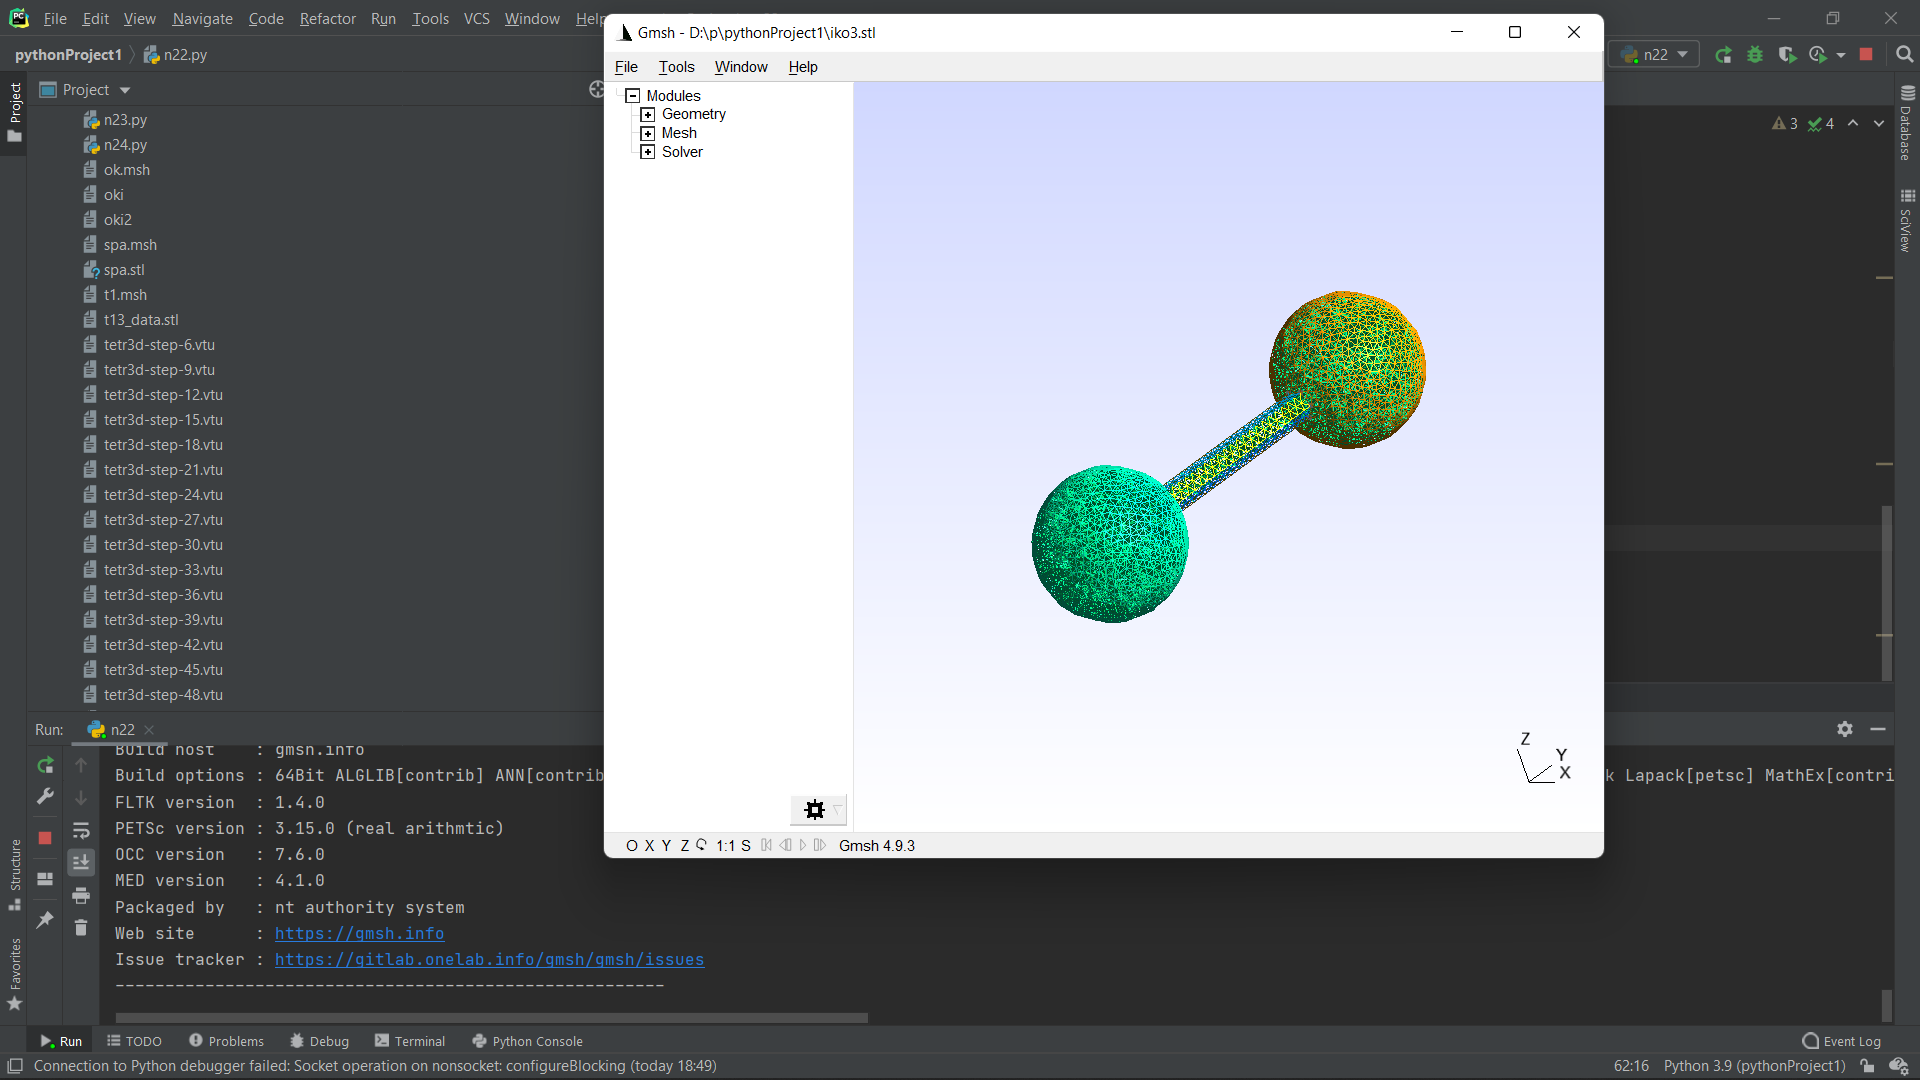 File Edit View Navigate Code Refactor Run Tools VCS Window Help
Gmsh - D:\p\pythonProject1\iko3.stl
pythonProject1 n22.py
n22
File Tools Window Help
Project
Modules
Geometry
Mesh
Solver
n23.py
n24.py
ok.msh
oki
oki2
spa.msh
spa.stl
t1.msh
t13_data.stl
tetr3d-step-6.vtu
tetr3d-step-9.vtu
tetr3d-step-12.vtu
tetr3d-step-15.vtu
tetr3d-step-18.vtu
tetr3d-step-21.vtu
tetr3d-step-24.vtu
tetr3d-step-27.vtu
tetr3d-step-30.vtu
tetr3d-step-33.vtu
tetr3d-step-36.vtu
tetr3d-step-39.vtu
tetr3d-step-42.vtu
tetr3d-step-45.vtu
tetr3d-step-48.vtu
3 4
Project
Structure
Favorites
Database
SciView
Z
Y
X
O X Y Z 1:1 S Gmsh 4.9.3
Run: n22
Build host : gmsh.info
Build options : 64Bit ALGLIB[contrib] ANN[contrib
k Lapack[petsc] MathEx[contri
FLTK version : 1.4.0
PETSc version : 3.15.0 (real arithmtic)
OCC version : 7.6.0
MED version : 4.1.0
Packaged by : nt authority system
Web site : https://gmsh.info
Issue tracker : https://gitlab.onelab.info/gmsh/gmsh/issues
-------------------------------------------------------
Run TODO Problems Debug Terminal Python Console Event Log
Connection to Python debugger failed: Socket operation on nonsocket: configureBlocking (today 18:49) 62:16 Python 3.9 (pythonProject1)